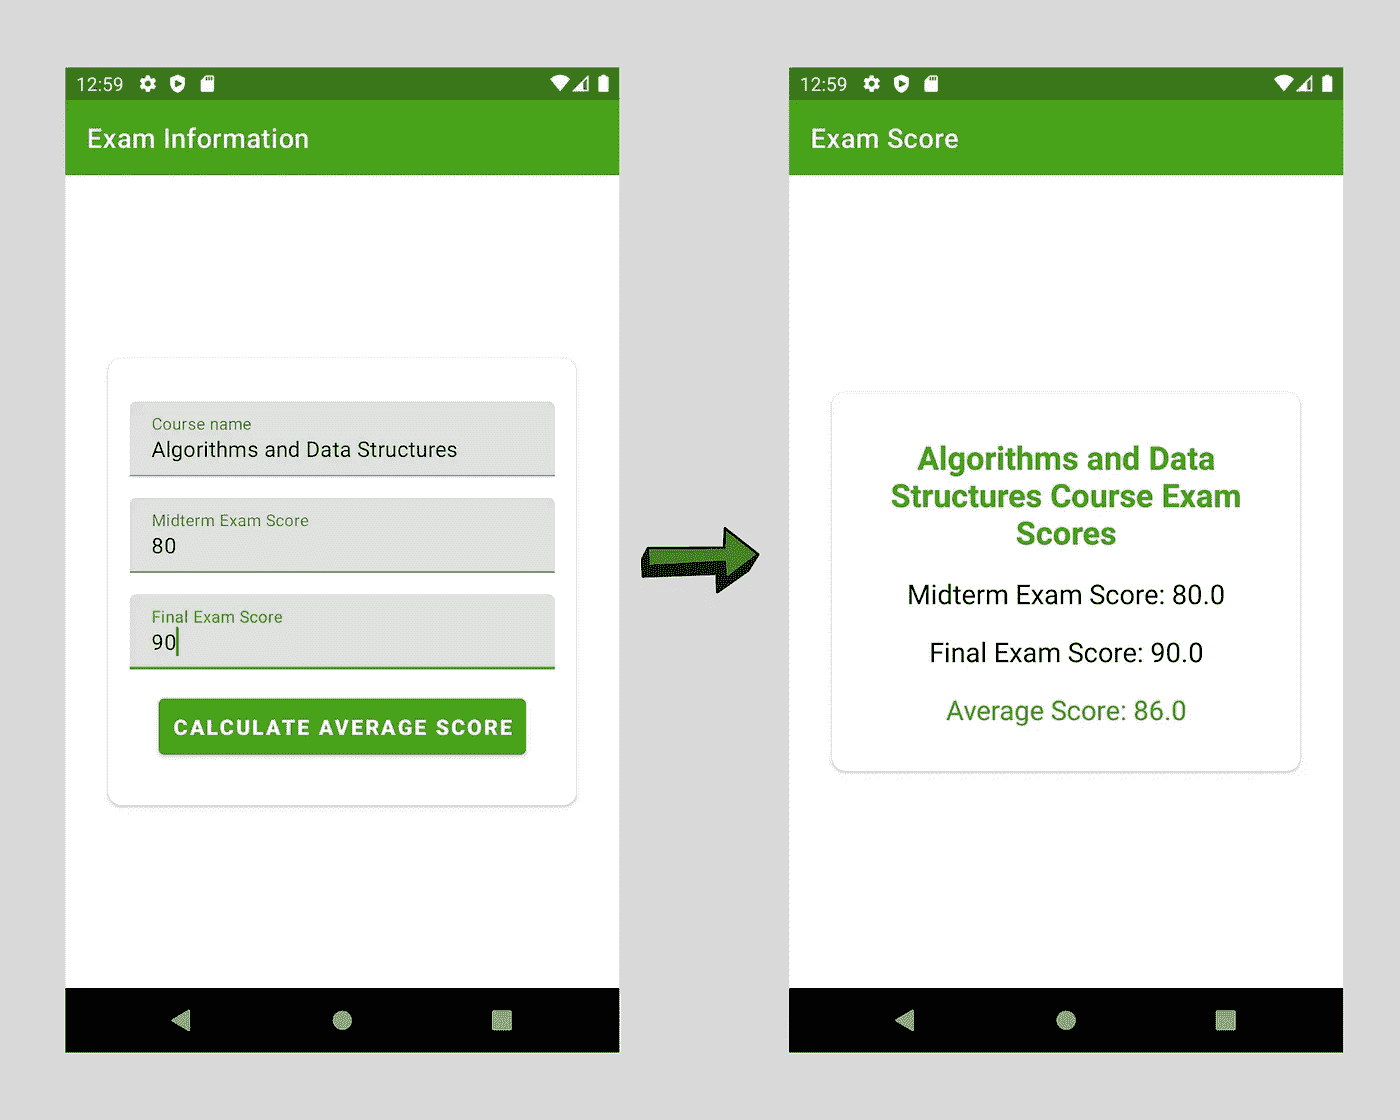 12:59
Exam Information
Course name
Algorithms and Data Structures
Midterm Exam Score
80
Final Exam Score
90
CALCULATE AVERAGE SCORE
12:59
Exam Score
Algorithms and Data
Structures Course Exam
Scores
Midterm Exam Score: 80.0
Final Exam Score: 90.0
Average Score: 86.0